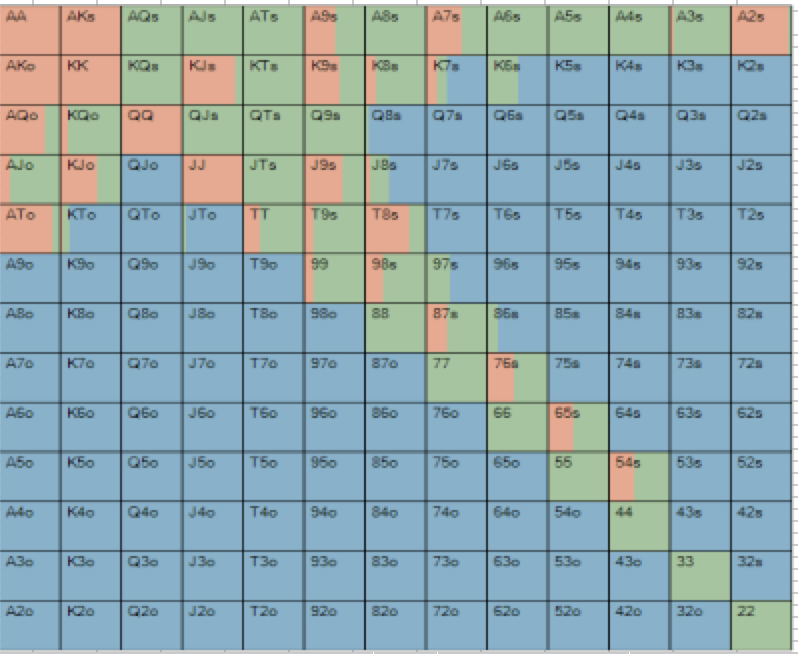 AA AKs AQs AJs ATs A9s A8s A7s A6s A5s A4s A3s A2s
AKo KK KQs KJs KTs K9s K8s K7s K6s K5s K4s K3s K2s
AQo KQo QQ QJs QTs Q9s Q8s Q7s Q6s Q5s Q4s Q3s Q2s
AJo KJo QJo JJ JTs J9s J8s J7s J6s J5s J4s J3s J2s
ATo KTo QTo JTo TT T9s T8s T7s T6s T5s T4s T3s T2s
A9o K9o Q9o J9o T9o 99 98s 97s 96s 95s 94s 93s 92s
A8o K8o Q8o J8o T8o 98o 88 87s 86s 85s 84s 83s 82s
A7o K7o Q7o J7o T7o 97o 87o 77 76s 75s 74s 73s 72s
A6o K6o Q6o J6o T6o 96o 86o 76o 66 65s 64s 63s 62s
A5o K5o Q5o J5o T5o 95o 85o 75o 65o 55 54s 53s 52s
A4o K4o Q4o J4o T4o 94o 84o 74o 64o 54o 44 43s 42s
A3o K3o Q3o J3o T3o 93o 83o 73o 63o 53o 43o 33 32s
A2o K2o Q2o J2o T2o 92o 82o 72o 62o 52o 42o 32o 22